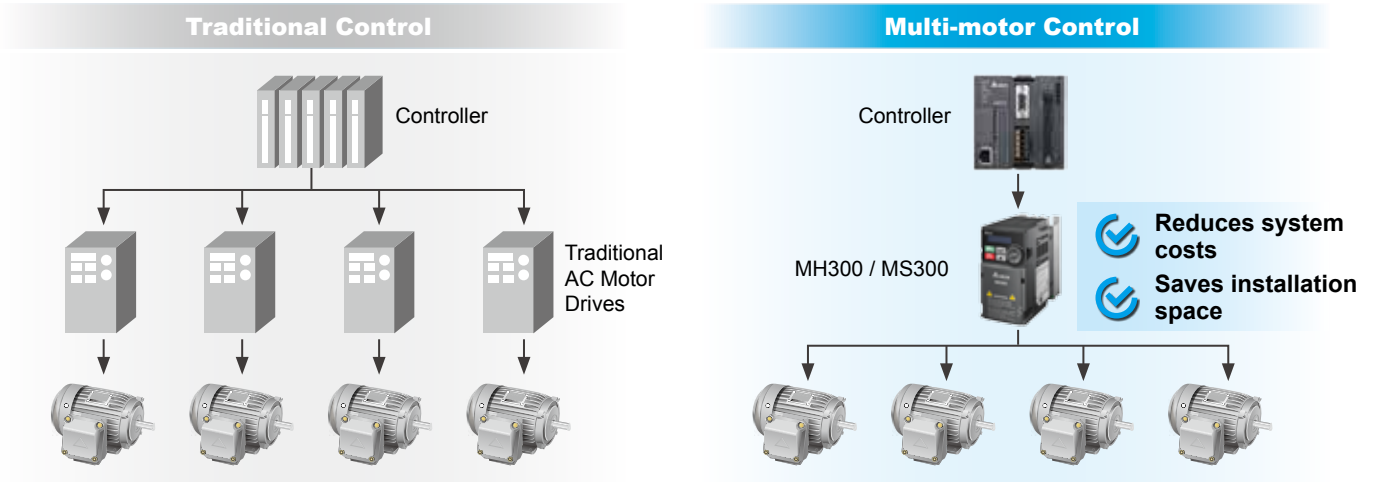 Traditional Control
Controller
Traditional
AC Motor
Drives
Multi-motor Control
Controller
MH300 / MS300
Reduces system
costs
Saves installation
space